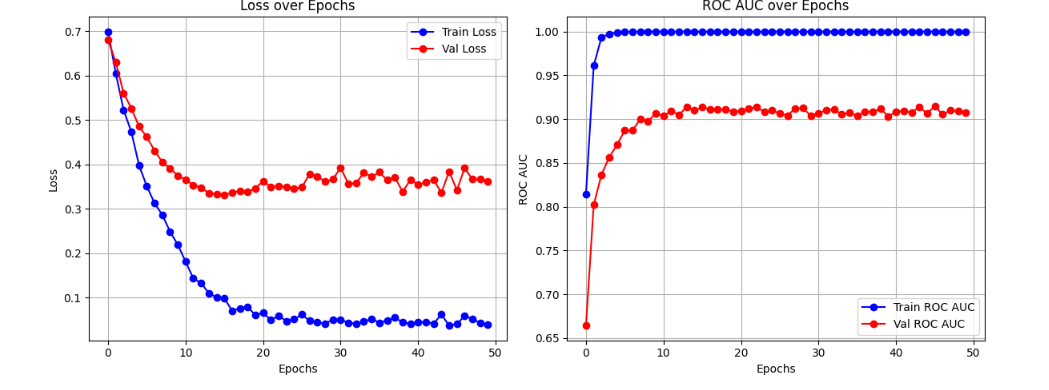 Loss over Epochs
Train Loss
Val Loss
0.7
0.6
0.5
0.4
0.3
0.2
0.1
Loss
0 10 20 30 40 50
Epochs
ROC AUC over Epochs
1.00
0.95
0.90
0.85
0.80
0.75
0.70
0.65
ROC AUC
Train ROC AUC
Val ROC AUC
0 10 20 30 40 50
Epochs